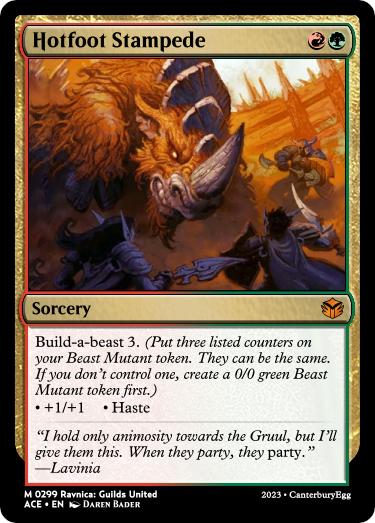 Hotfoot Stampede
Sorcery
Build-a-beast 3. (Put three listed counters on
your Beast Mutant token. They can be the same.
If you don't control one, create a 0/0 green Beast
Mutant token first.)
• +1/+1 • Haste
“I hold only animosity towards the Gruul, but I'll
give them this. When they party, they party.”
—Lavinia
M 0299 Ravnica: Guilds United
ACE • EN DAREN BADER
2023 • CanterburyEgg